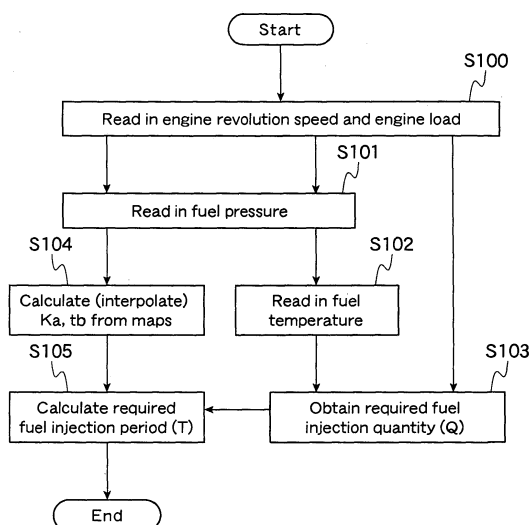 Start
S100
Read in engine revolution speed and engine load
S101
Read in fuel pressure
S104
S102
Calculate (interpolate)
Ka, tb from maps
Read in fuel
temperature
S105
S103
Calculate required
fuel injection period (T)
Obtain required fuel
injection quantity (Q)
End